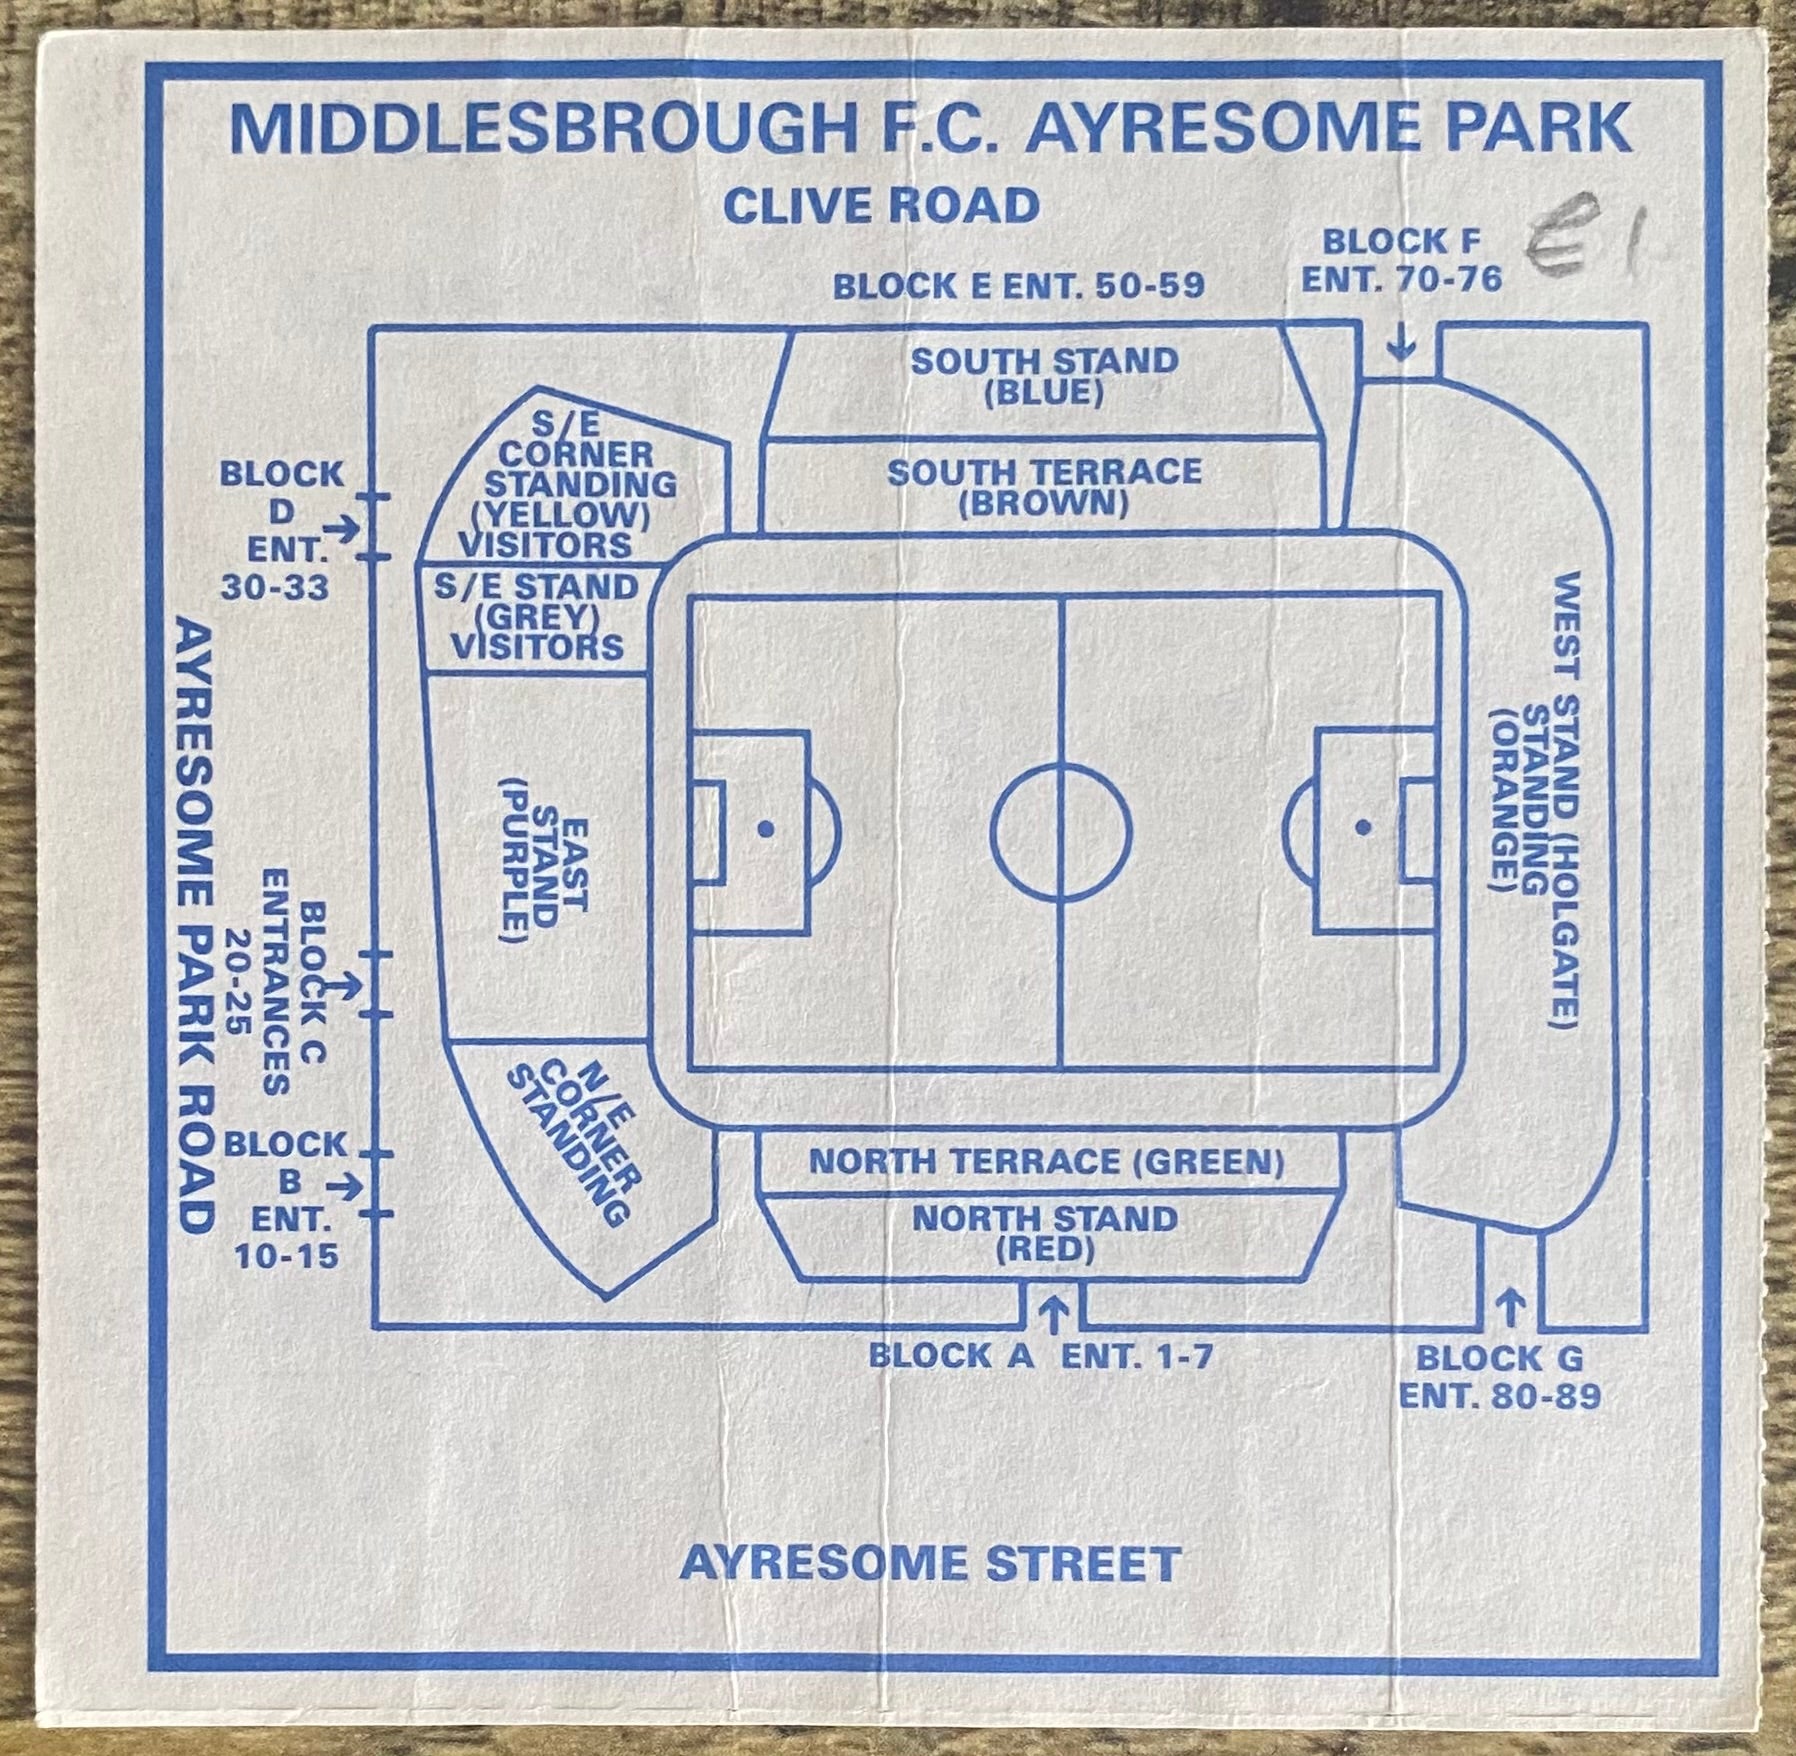 MIDDLESBROUGH F.C. AYRESOME PARK
CLIVE ROAD
£1
BLOCK F
ENT. 70-76
BLOCK E ENT. 50-59
SOUTH STAND
(BLUE)
SOUTH TERRACE
(BROWN)
S/E
CORNER
STANDING
(YELLOW)
VISITORS
BLOCK
D
ENT.
30-33
S/E STAND
(GREY)
VISITORS
EAST
STAND
(PURPLE)
WEST STAND (HOLGATE)
STANDING
(ORANGE)
AYRESOME PARK ROAD
BLOCK C
ENTRANCES
20-25
N/E
CORNER
STANDING
BLOCK
B
ENT.
10-15
NORTH TERRACE (GREEN)
NORTH STAND
(RED)
BLOCK A ENT. 1-7
BLOCK G
ENT. 80-89
AYRESOME STREET